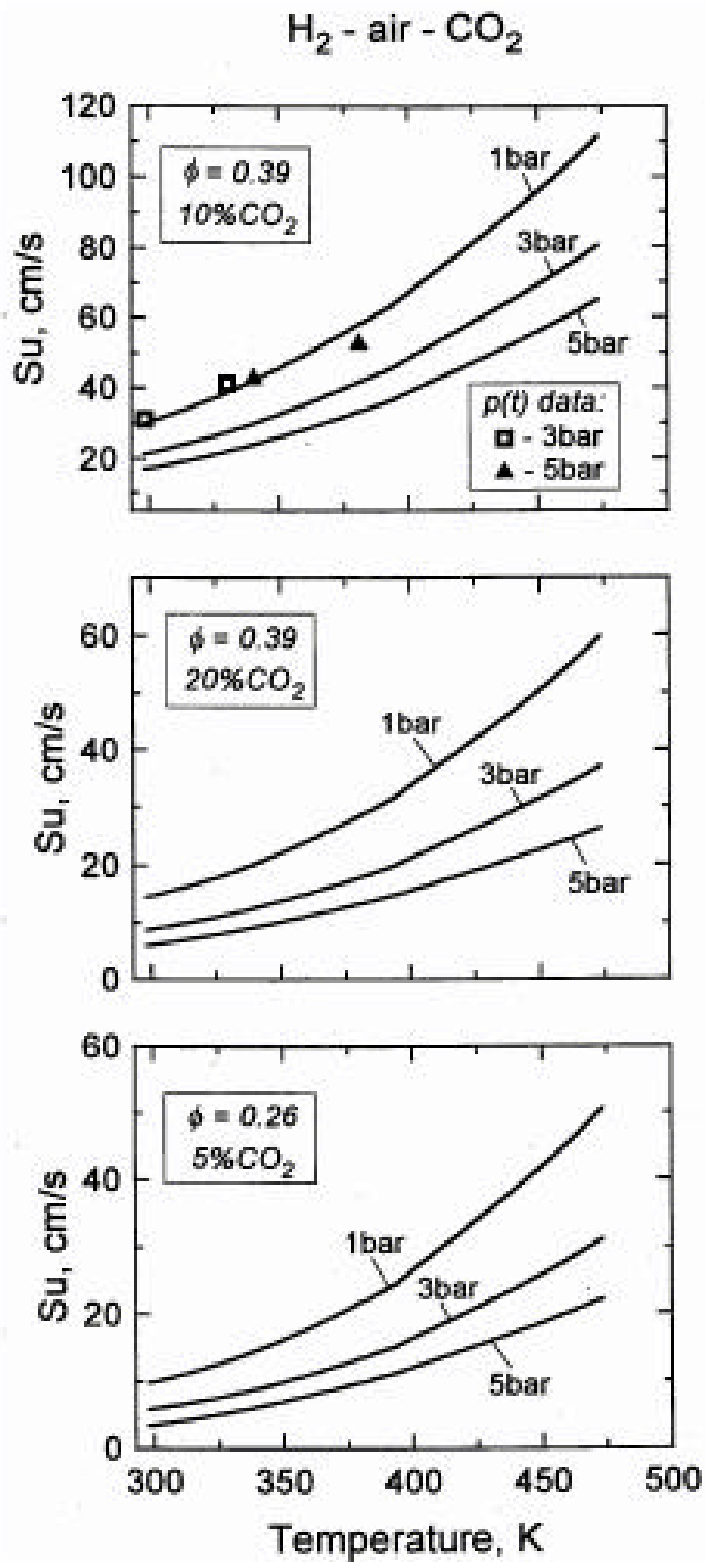 H₂ - air - CO₂
120
100
80
60
40
20
Su, cm/s
ϕ = 0.39
10%CO₂
1bar
3bar
5bar
p(t) data:
- 3bar
- 5bar
60
40
20
0
Su, cm/s
ϕ = 0.39
20%CO₂
1bar
3bar
5bar
60
40
20
0
Su, cm/s
ϕ = 0.26
5%CO₂
1bar
3bar
5bar
300 350 400 450 500
Temperature, K